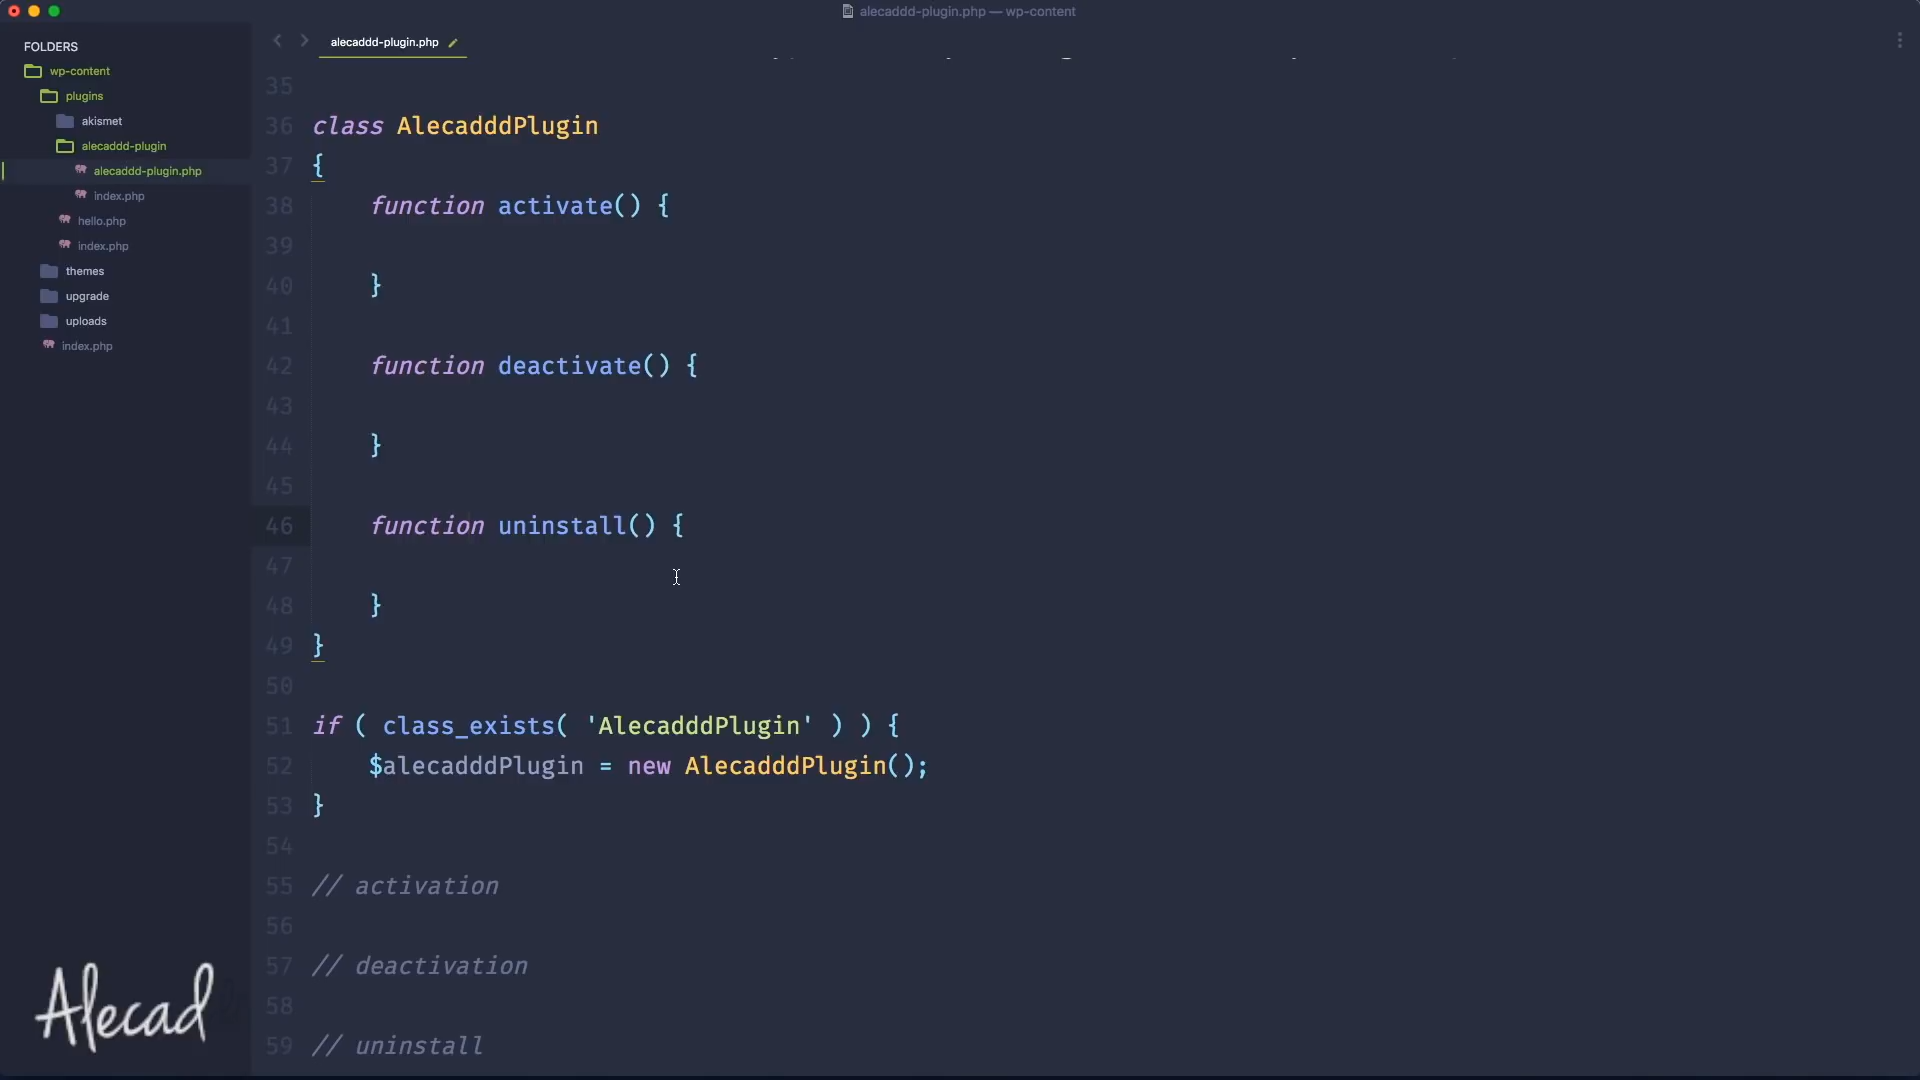 alecaddd-plugin.php — wp-content
FOLDERS
wp-content
plugins
akismet
alecaddd-plugin
alecaddd-plugin.php
index.php
hello.php
index.php
themes
upgrade
uploads
index.php
alecaddd-plugin.php
35
36 class AlecadddPlugin
37 {
38     function activate() {
39
40     }
41
42     function deactivate() {
43
44     }
45
46     function uninstall() {
47
48     }
49 }
50
51 if ( class_exists( 'AlecadddPlugin' ) ) {
52     $alecadddPlugin = new AlecadddPlugin();
53 }
54
55 // activation
56
57 // deactivation
58
59 // uninstall
Alecad